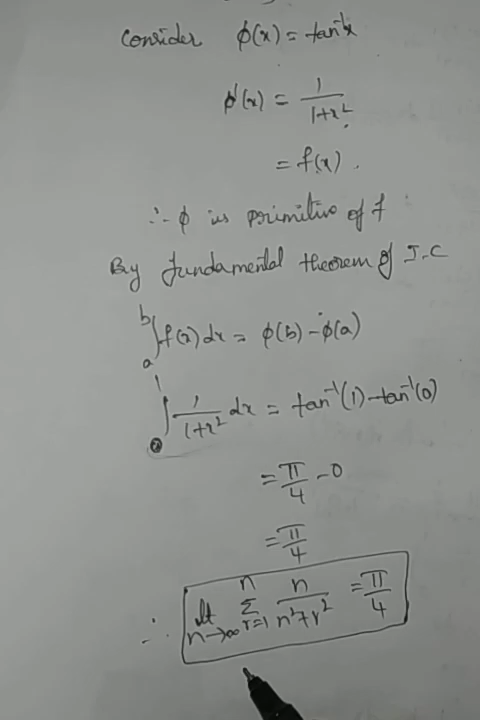 Consider φ(x) = tan⁻¹x
φ'(x) = 1/(1+x²)
= f(x).
∴ φ is primitive of f
By fundamental theorem of I.C
∫ₐᵇ f(x) dx = φ(b) - φ(a)
∫₀¹ 1/(1+x²) dx = tan⁻¹(1) - tan⁻¹(0)
= π/4 - 0
= π/4
∴ lt n→∞ Σ r=1 n n/(n²+r²) = π/4